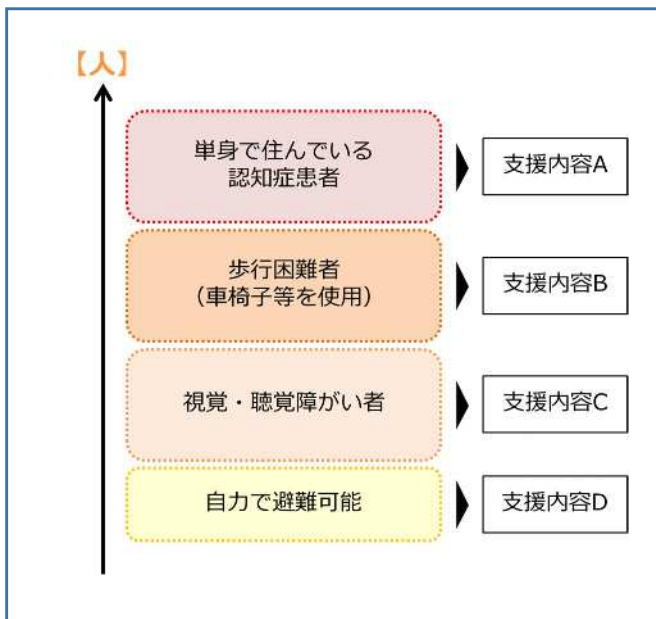 【人】
単身で住んでいる
認知症患者
支援内容A
歩行困難者
（車椅子等を使用）
支援内容B
視覚・聴覚障がい者
支援内容C
自力で避難可能
支援内容D